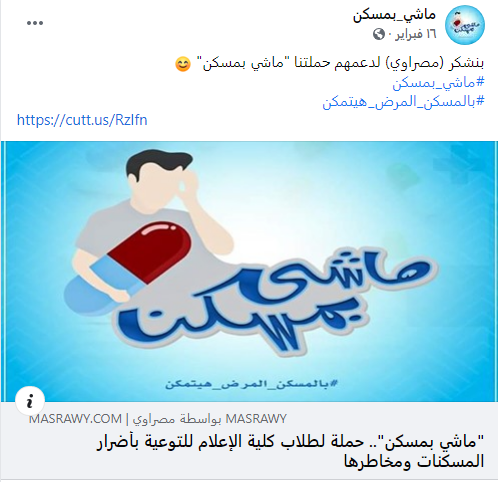 ماشي_بمسكن
١٦ فبراير ·
بنشكر (مصراوي) لدعمهم حملتنا "ماشي بمسكن" 😊
#ماشي_بمسكن
#بالمسكن_المرض_هيتمكن
https://cutt.us/Rzlfn
ماشي
بمسكن
#بالمسكن_المرض_هيتمكن
MASRAWY.COM | بواسطة مصراوي MASRAWY
"ماشي بمسكن".. حملة لطلاب كلية الإعلام للتوعية بأضرار
المسكنات ومخاطرها